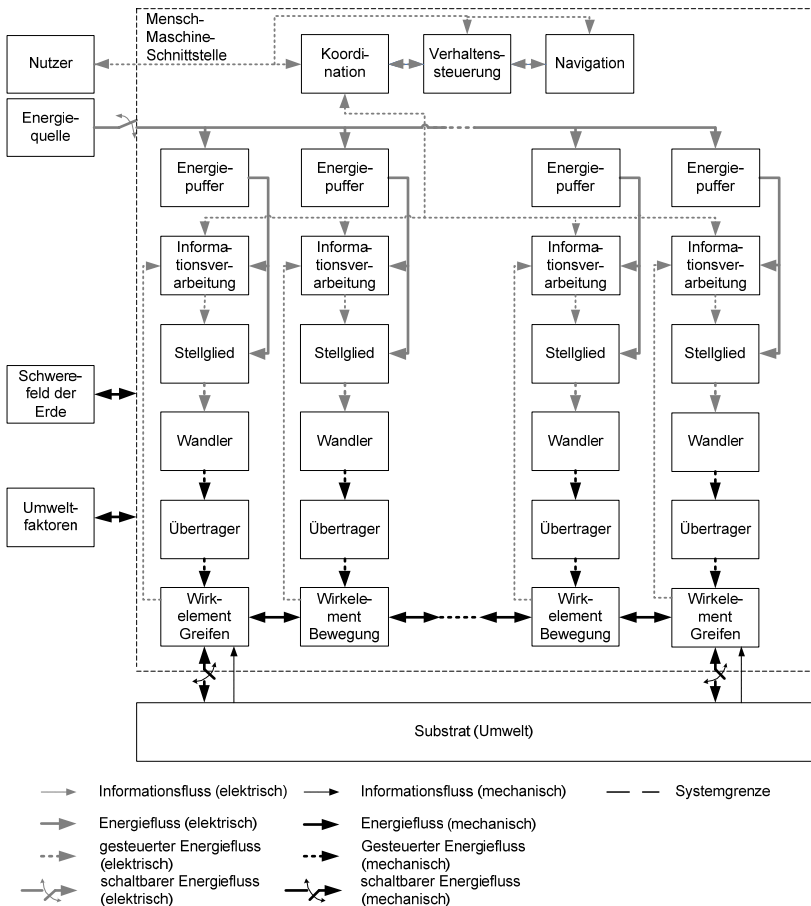 Mensch-
Maschine-
Schnittstelle
Nutzer
Koordi-
nation
Verhaltens-
steuerung
Navigation
Energie-
quelle
Energie-
puffer
Energie-
puffer
Energie-
puffer
Energie-
puffer
Informa-
tionsver-
arbeitung
Informa-
tionsver-
arbeitung
Informa-
tionsver-
arbeitung
Informa-
tionsver-
arbeitung
Stellglied
Stellglied
Stellglied
Stellglied
Schwere-
feld der
Erde
Wandler
Wandler
Wandler
Wandler
Umwelt-
faktoren
Übertrager
Übertrager
Übertrager
Übertrager
Wirk-
element
Greifen
Wirkele-
ment
Bewegung
Wirk-
element
Bewegung
Wirkele-
ment
Greifen
Substrat (Umwelt)
Informationsfluss (elektrisch)
Informationsfluss (mechanisch)
Systemgrenze
Energiefluss (elektrisch)
Energiefluss (mechanisch)
gesteuerter Energiefluss
(elektrisch)
Gesteuerter Energiefluss
(mechanisch)
schaltbarer Energiefluss
(elektrisch)
schaltbarer Energiefluss
(mechanisch)